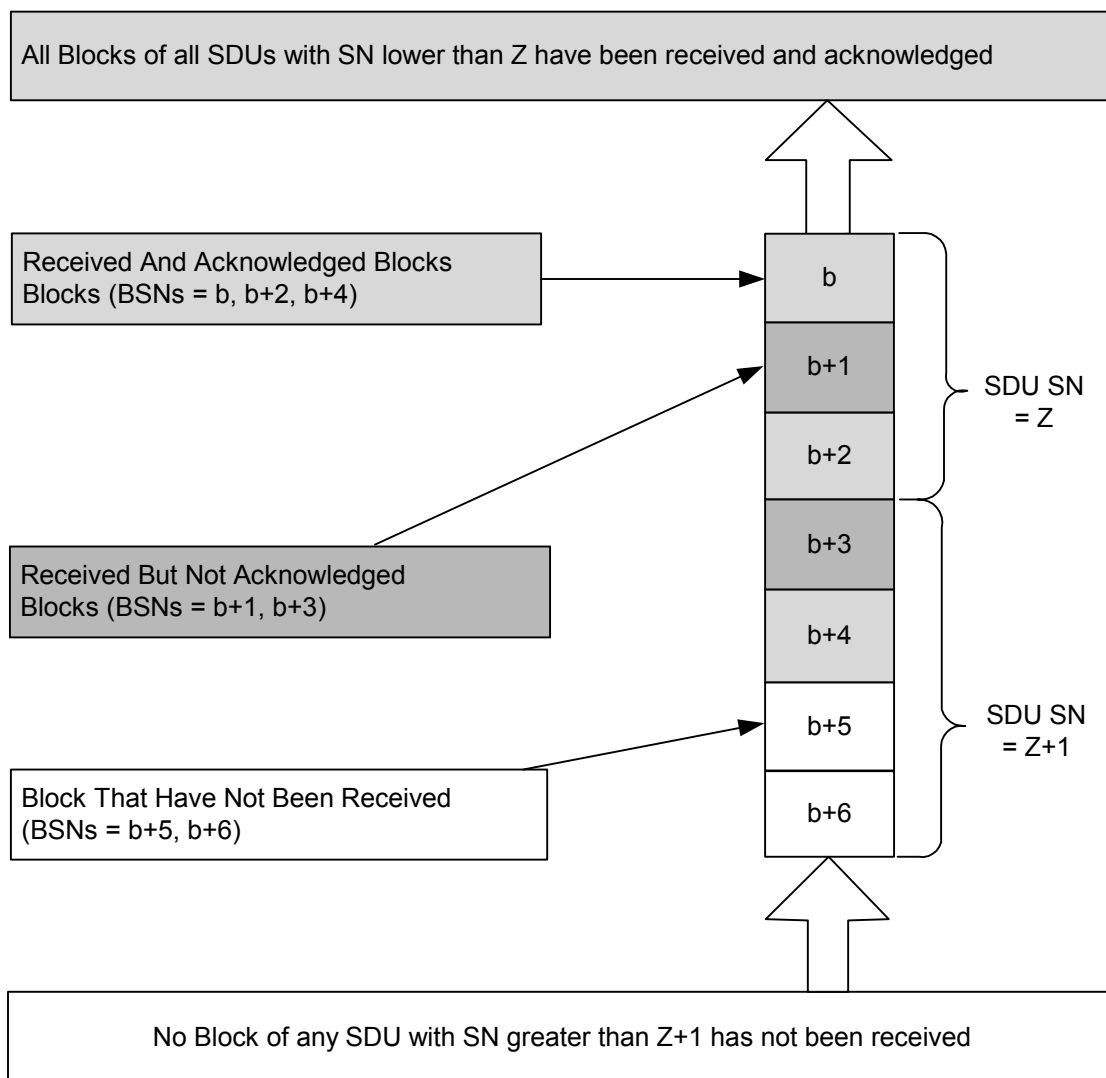 All Blocks of all SDUs with SN lower than Z have been received and acknowledged
Received And Acknowledged Blocks
Blocks (BSNs = b, b+2, b+4)
b
b+1
b+2
SDU SN
= Z
b+3
Received But Not Acknowledged
Blocks (BSNs = b+1, b+3)
b+4
b+5
SDU SN
= Z+1
Block That Have Not Been Received
(BSNs = b+5, b+6)
b+6
No Block of any SDU with SN greater than Z+1 has not been received